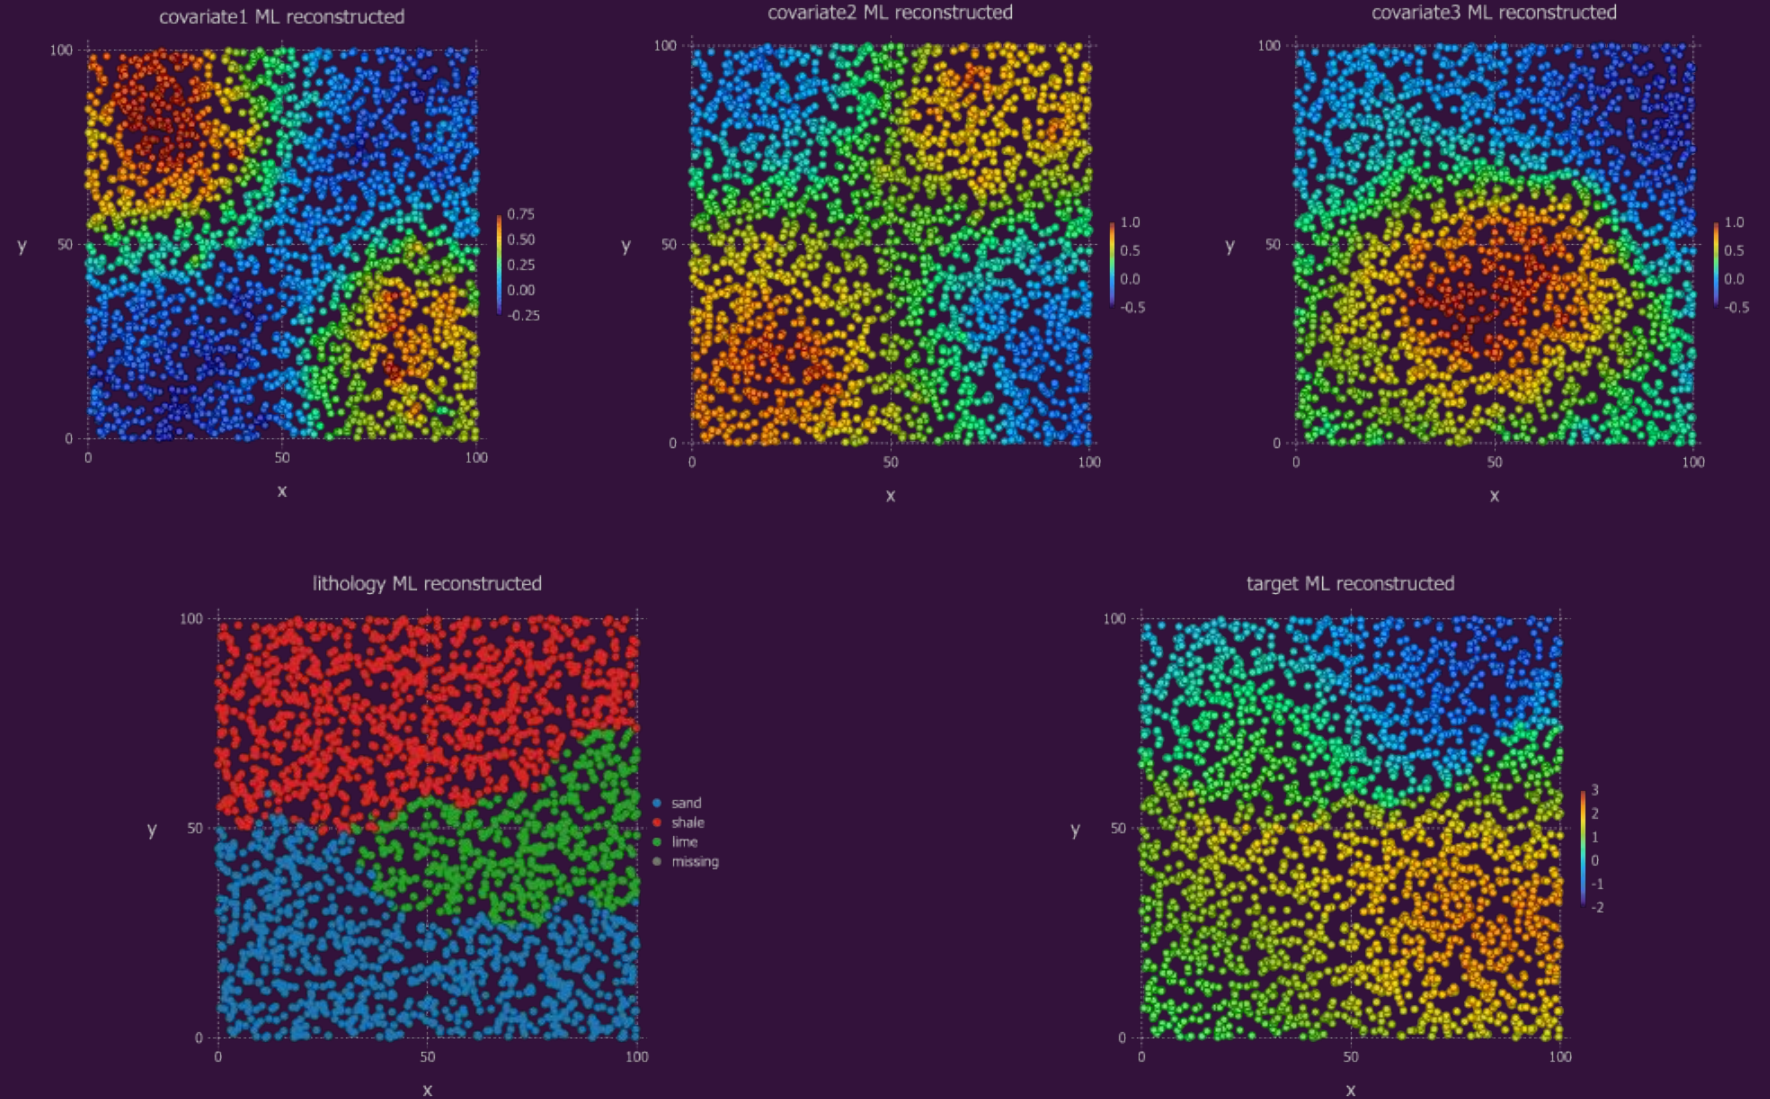 covariate1 ML reconstructed
100
y
50
0
0
50
100
x
0.75
0.50
0.25
0.00
-0.25
covariate2 ML reconstructed
100
y
50
0
0
50
100
x
1.0
0.5
0.0
-0.5
covariate3 ML reconstructed
100
y
50
0
0
50
100
x
1.0
0.5
0.0
-0.5
lithology ML reconstructed
100
y
50
0
0
50
100
x
sand
shale
lime
missing
target ML reconstructed
100
y
50
0
0
50
100
x
3
2
1
0
-1
-2